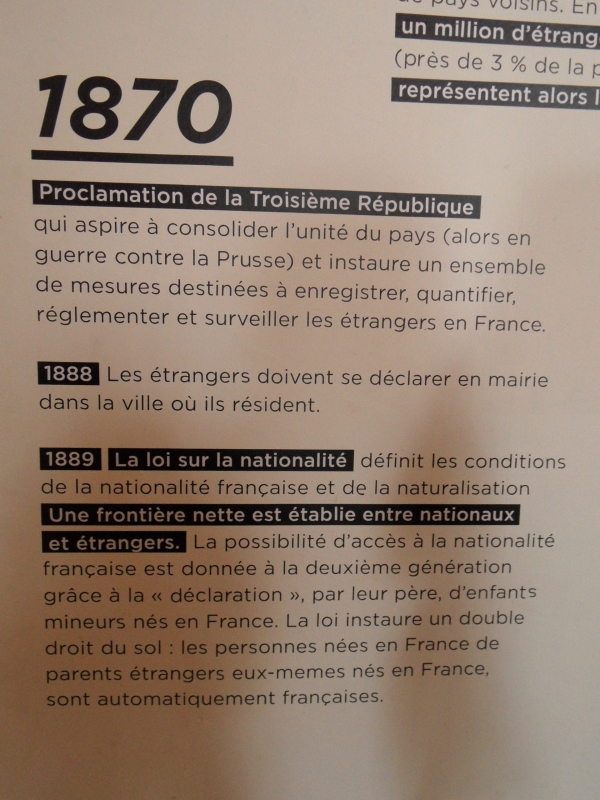 de pays voisins. En
un million d'étrang
(près de 3 % de la p
représentent alors l
1870
Proclamation de la Troisième République
qui aspire à consolider l'unité du pays (alors en
guerre contre la Prusse) et instaure un ensemble
de mesures destinées à enregistrer, quantifier,
réglementer et surveiller les étrangers en France.
1888 Les étrangers doivent se déclarer en mairie
dans la ville où ils résident.
1889 La loi sur la nationalité définit les conditions
de la nationalité française et de la naturalisation
Une frontière nette est établie entre nationaux
et étrangers. La possibilité d'accès à la nationalité
française est donnée à la deuxième génération
grâce à la « déclaration », par leur père, d'enfants
mineurs nés en France. La loi instaure un double
droit du sol : les personnes nées en France de
parents étrangers eux-memes nés en France,
sont automatiquement françaises.